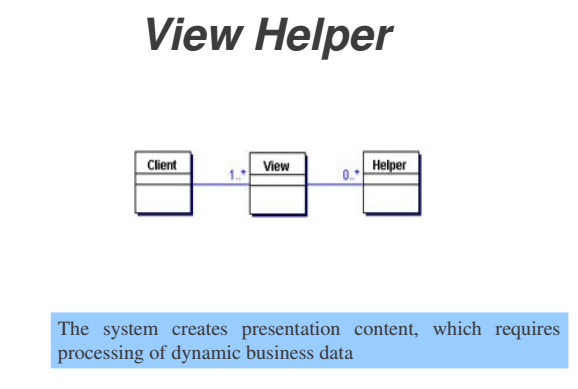 View Helper
Client
1..*
View
0..*
Helper
The system creates presentation content, which requires
processing of dynamic business data